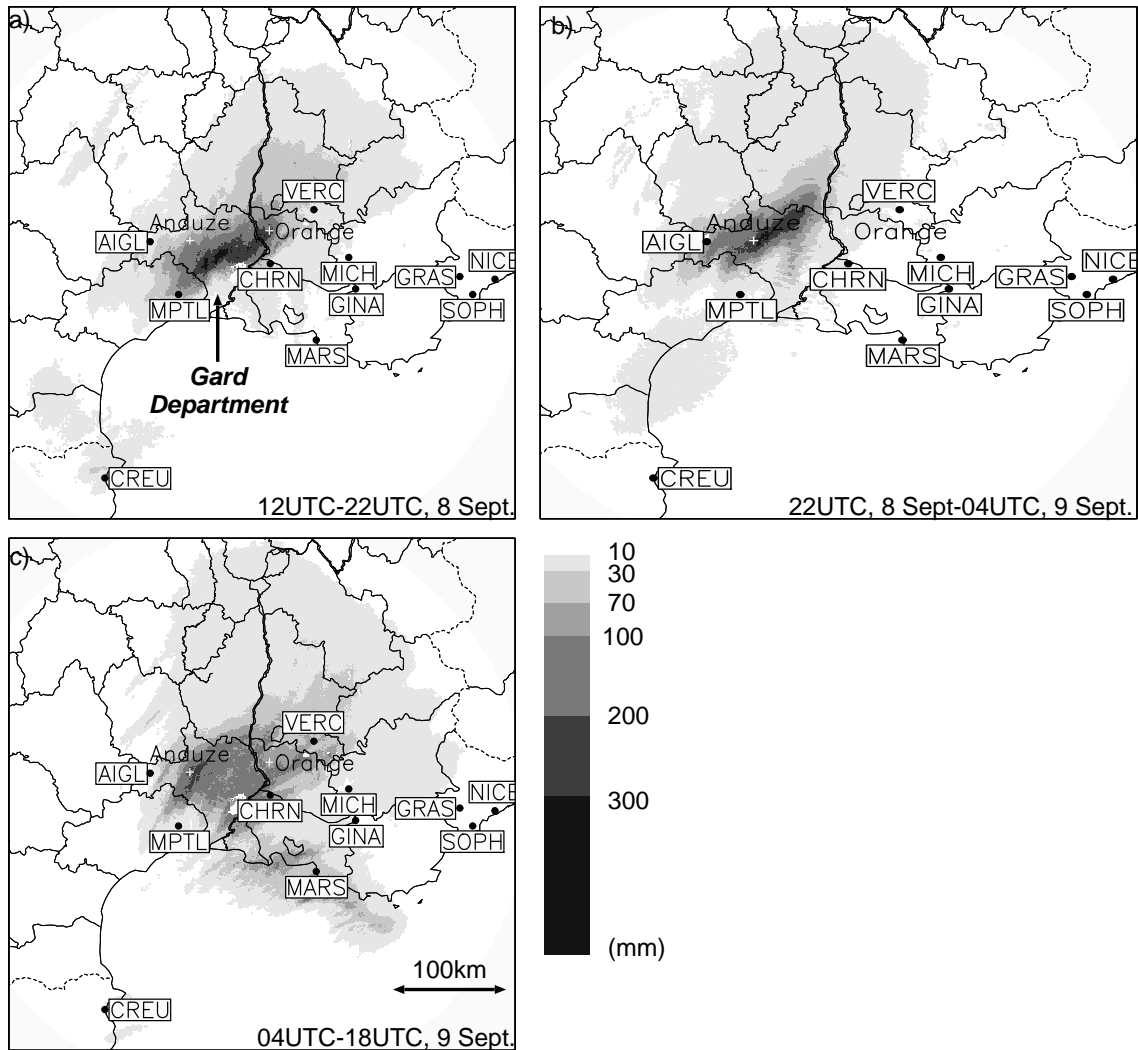 a)
VERC
Anduze
Orange
AIGL
NICE
MICH
GRAS
CHRN
GINA
SOPH
MPTL
MARS
Gard
Department
CREU
12UTC-22UTC, 8 Sept.
b)
VERC
Anduze
Orange
AIGL
NICE
MICH
GRAS
CHRN
GINA
SOPH
MPTL
MARS
CREU
22UTC, 8 Sept-04UTC, 9 Sept.
c)
VERC
Anduze
Orange
AIGL
NICE
MICH
GRAS
CHRN
GINA
SOPH
MPTL
MARS
100km
CREU
04UTC-18UTC, 9 Sept.
10
30
70
100
200
300
(mm)